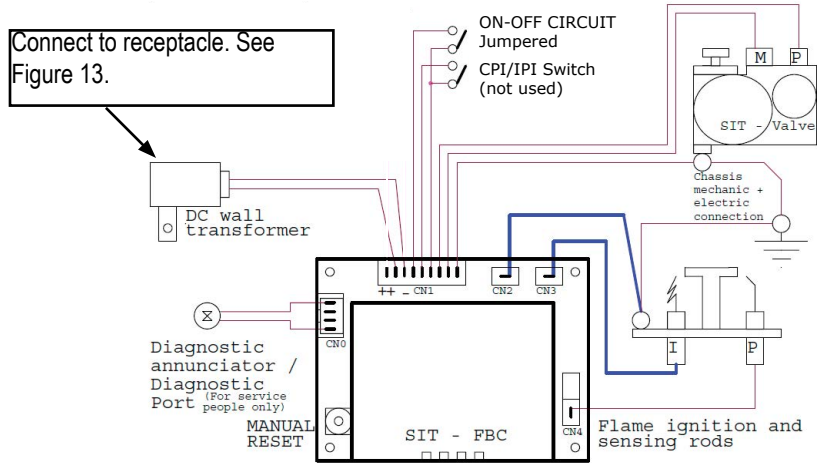 Connect to receptacle. See
Figure 13.
ON-OFF CIRCUIT
Jumpered
CPI/IPI Switch
(not used)
M
P
SIT - Valve
Chassis
mechanic +
electric
connection
DC wall
transformer
++ -
CN1
CN2
CN3
CN0
Diagnostic
annunciator /
Diagnostic
Port (For service
people only)
I
P
MANUAL
RESET
SIT - FBC
CN4
Flame ignition and
sensing rods